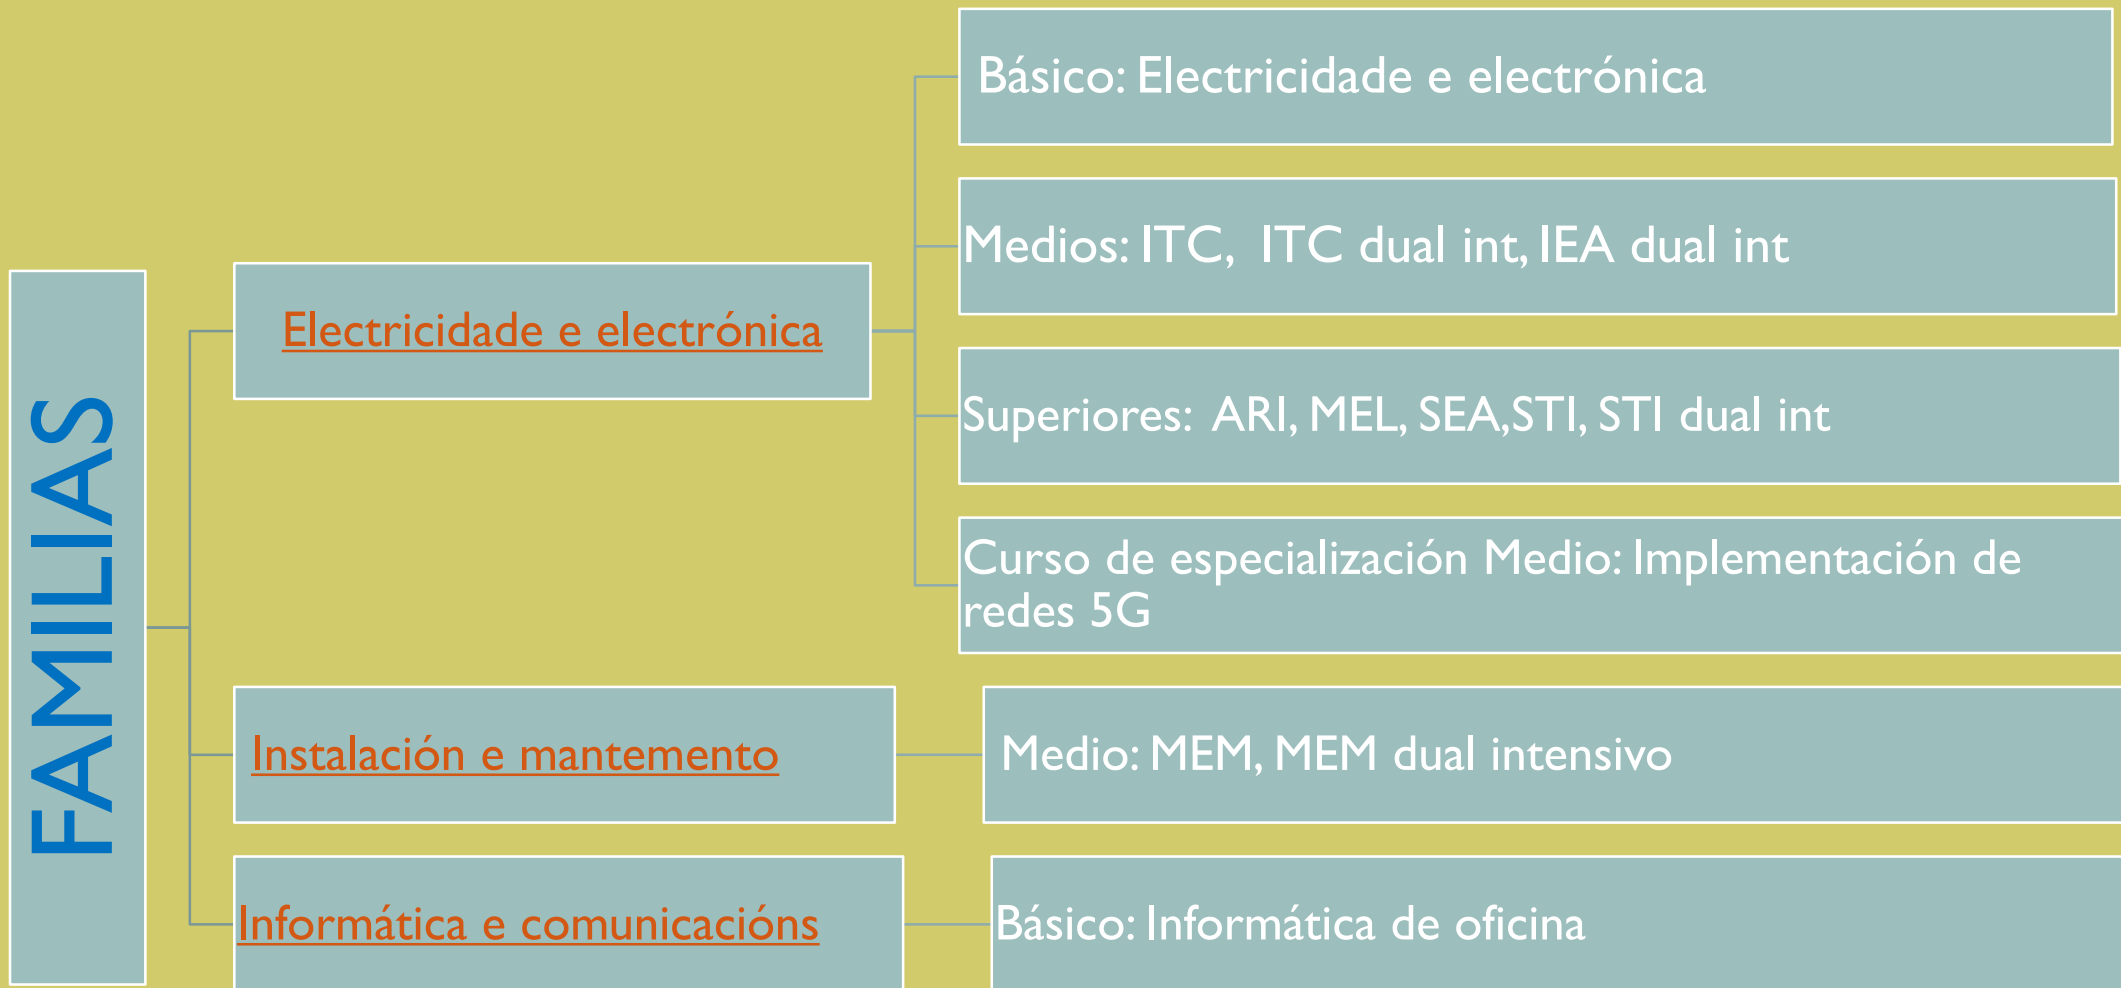 FAMILIAS
Electricidade e electrónica
Básico: Electricidade e electrónica
Medios: ITC, ITC dual int, IEA dual int
Superiores: ARI, MEL, SEA,STI, STI dual int
Curso de especialización Medio: Implementación de
redes 5G
Instalación e mantemento
Medio: MEM, MEM dual intensivo
Informática e comunicacións
Básico: Informática de oficina